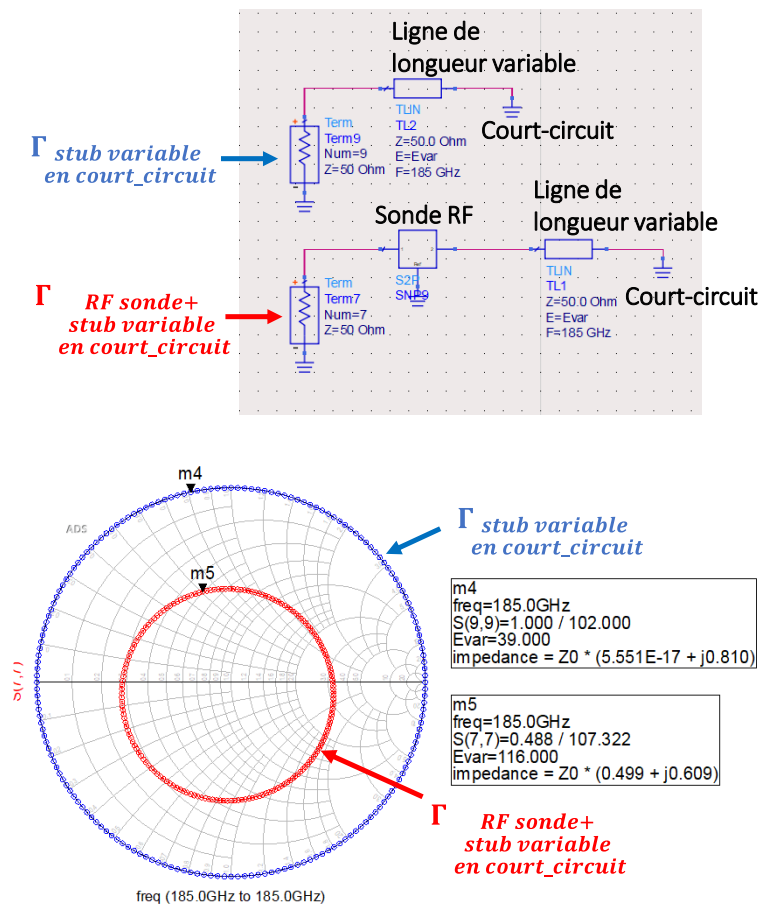 Ligne de
longueur variable
TLIN
TL2
Z=50.0 Ohm
E=Evar
F=185 GHz
Court-circuit
Term
Term9
Num=9
Z=50 Ohm
Γ stub variable
en court_circuit
Ligne de
longueur variable
Sonde RF
1
2
Ref
S2P
SNP9
TLIN
TL1
Z=50.0 Ohm
E=Evar
F=185 GHz
Court-circuit
Term
Term7
Num=7
Z=50 Ohm
Γ RF sonde+
stub variable
en court_circuit
m4
ADS
m5
S(7,7)
Γ stub variable
en court_circuit
m4
freq=185.0GHz
S(9,9)=1.000 / 102.000
Evar=39.000
impedance = Z0 * (5.551E-17 + j0.810)
m5
freq=185.0GHz
S(7,7)=0.488 / 107.322
Evar=116.000
impedance = Z0 * (0.499 + j0.609)
Γ RF sonde+
stub variable
en court_circuit
freq (185.0GHz to 185.0GHz)